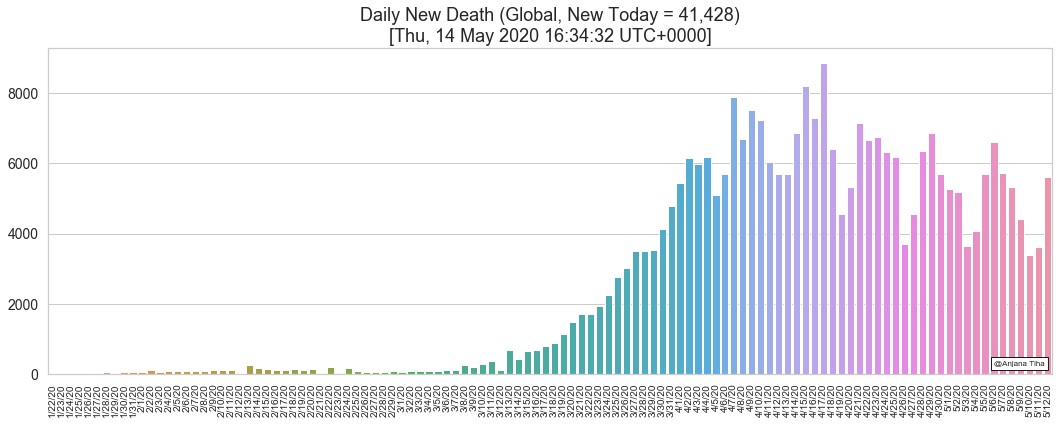 Daily New Death (Global, New Today = 41,428)
[Thu, 14 May 2020 16:34:32 UTC+0000]
8000
6000
4000
2000
0
@Anjana Tiha
1/22/20 1/23/20 1/24/20 1/25/20 1/26/20 1/27/20 1/28/20 1/29/20 1/30/20 1/31/20 2/1/20 2/2/20 2/3/20 2/4/20 2/5/20 2/6/20 2/7/20 2/8/20 2/9/20 2/10/20 2/11/20 2/12/20 2/13/20 2/14/20 2/15/20 2/16/20 2/17/20 2/18/20 2/19/20 2/20/20 2/21/20 2/22/20 2/23/20 2/24/20 2/25/20 2/26/20 2/27/20 2/28/20 2/29/20 3/1/20 3/2/20 3/3/20 3/4/20 3/5/20 3/6/20 3/7/20 3/8/20 3/9/20 3/10/20 3/11/20 3/12/20 3/13/20 3/14/20 3/15/20 3/16/20 3/17/20 3/18/20 3/19/20 3/20/20 3/21/20 3/22/20 3/23/20 3/24/20 3/25/20 3/26/20 3/27/20 3/28/20 3/29/20 3/30/20 3/31/20 4/1/20 4/2/20 4/3/20 4/4/20 4/5/20 4/6/20 4/7/20 4/8/20 4/9/20 4/10/20 4/11/20 4/12/20 4/13/20 4/14/20 4/15/20 4/16/20 4/17/20 4/18/20 4/19/20 4/20/20 4/21/20 4/22/20 4/23/20 4/24/20 4/25/20 4/26/20 4/27/20 4/28/20 4/29/20 4/30/20 5/1/20 5/2/20 5/3/20 5/4/20 5/5/20 5/6/20 5/7/20 5/8/20 5/9/20 5/10/20 5/11/20 5/12/20